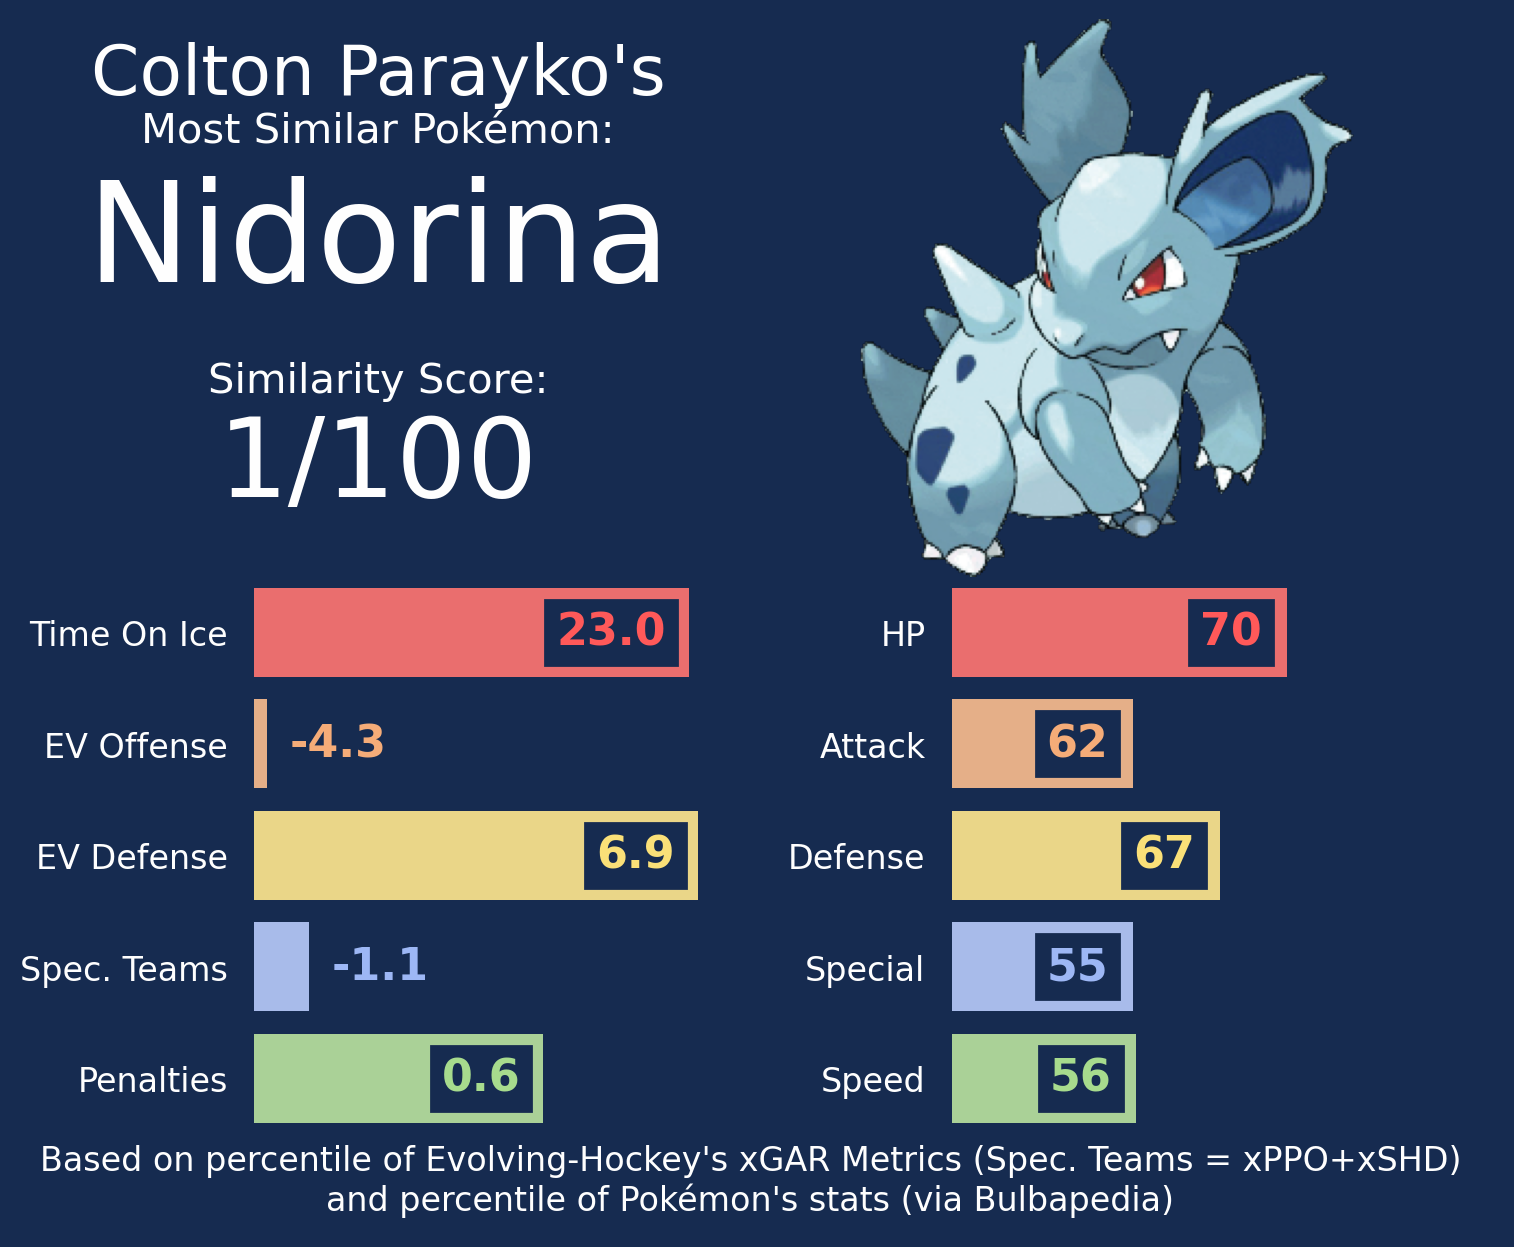 Colton Parayko's
Most Similar Pokémon:
Nidorina
Similarity Score:
1/100
Time On Ice 23.0
EV Offense -4.3
EV Defense 6.9
Spec. Teams -1.1
Penalties 0.6
HP 70
Attack 62
Defense 67
Special 55
Speed 56
Based on percentile of Evolving-Hockey's xGAR Metrics (Spec. Teams = xPPO+xSHD)
and percentile of Pokémon's stats (via Bulbapedia)